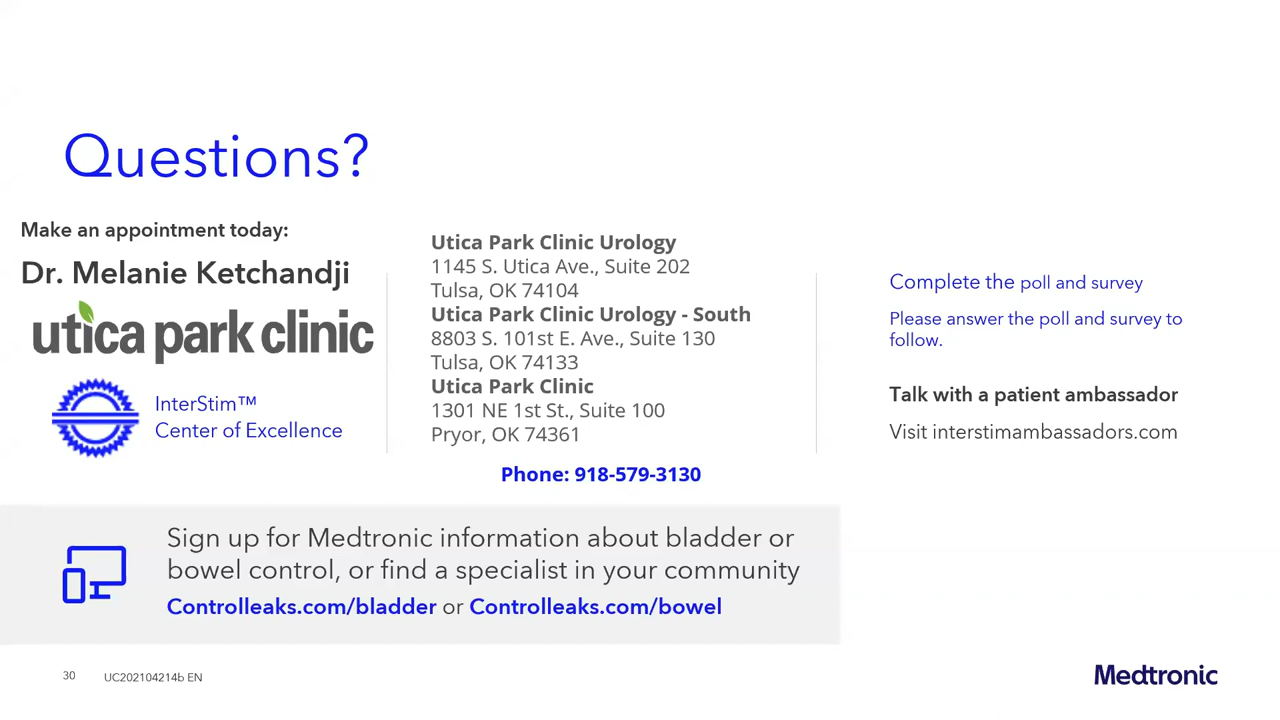 Questions?
Make an appointment today:
Dr. Melanie Ketchandji
utica park clinic
InterStim™
Center of Excellence
Utica Park Clinic Urology
1145 S. Utica Ave., Suite 202
Tulsa, OK 74104
Utica Park Clinic Urology - South
8803 S. 101st E. Ave., Suite 130
Tulsa, OK 74133
Utica Park Clinic
1301 NE 1st St., Suite 100
Pryor, OK 74361
Phone: 918-579-3130
Complete the poll and survey
Please answer the poll and survey to
follow.
Talk with a patient ambassador
Visit interstimambassadors.com
Sign up for Medtronic information about bladder or
bowel control, or find a specialist in your community
Controlleaks.com/bladder or Controlleaks.com/bowel
30 UC202104214b EN
Medtronic